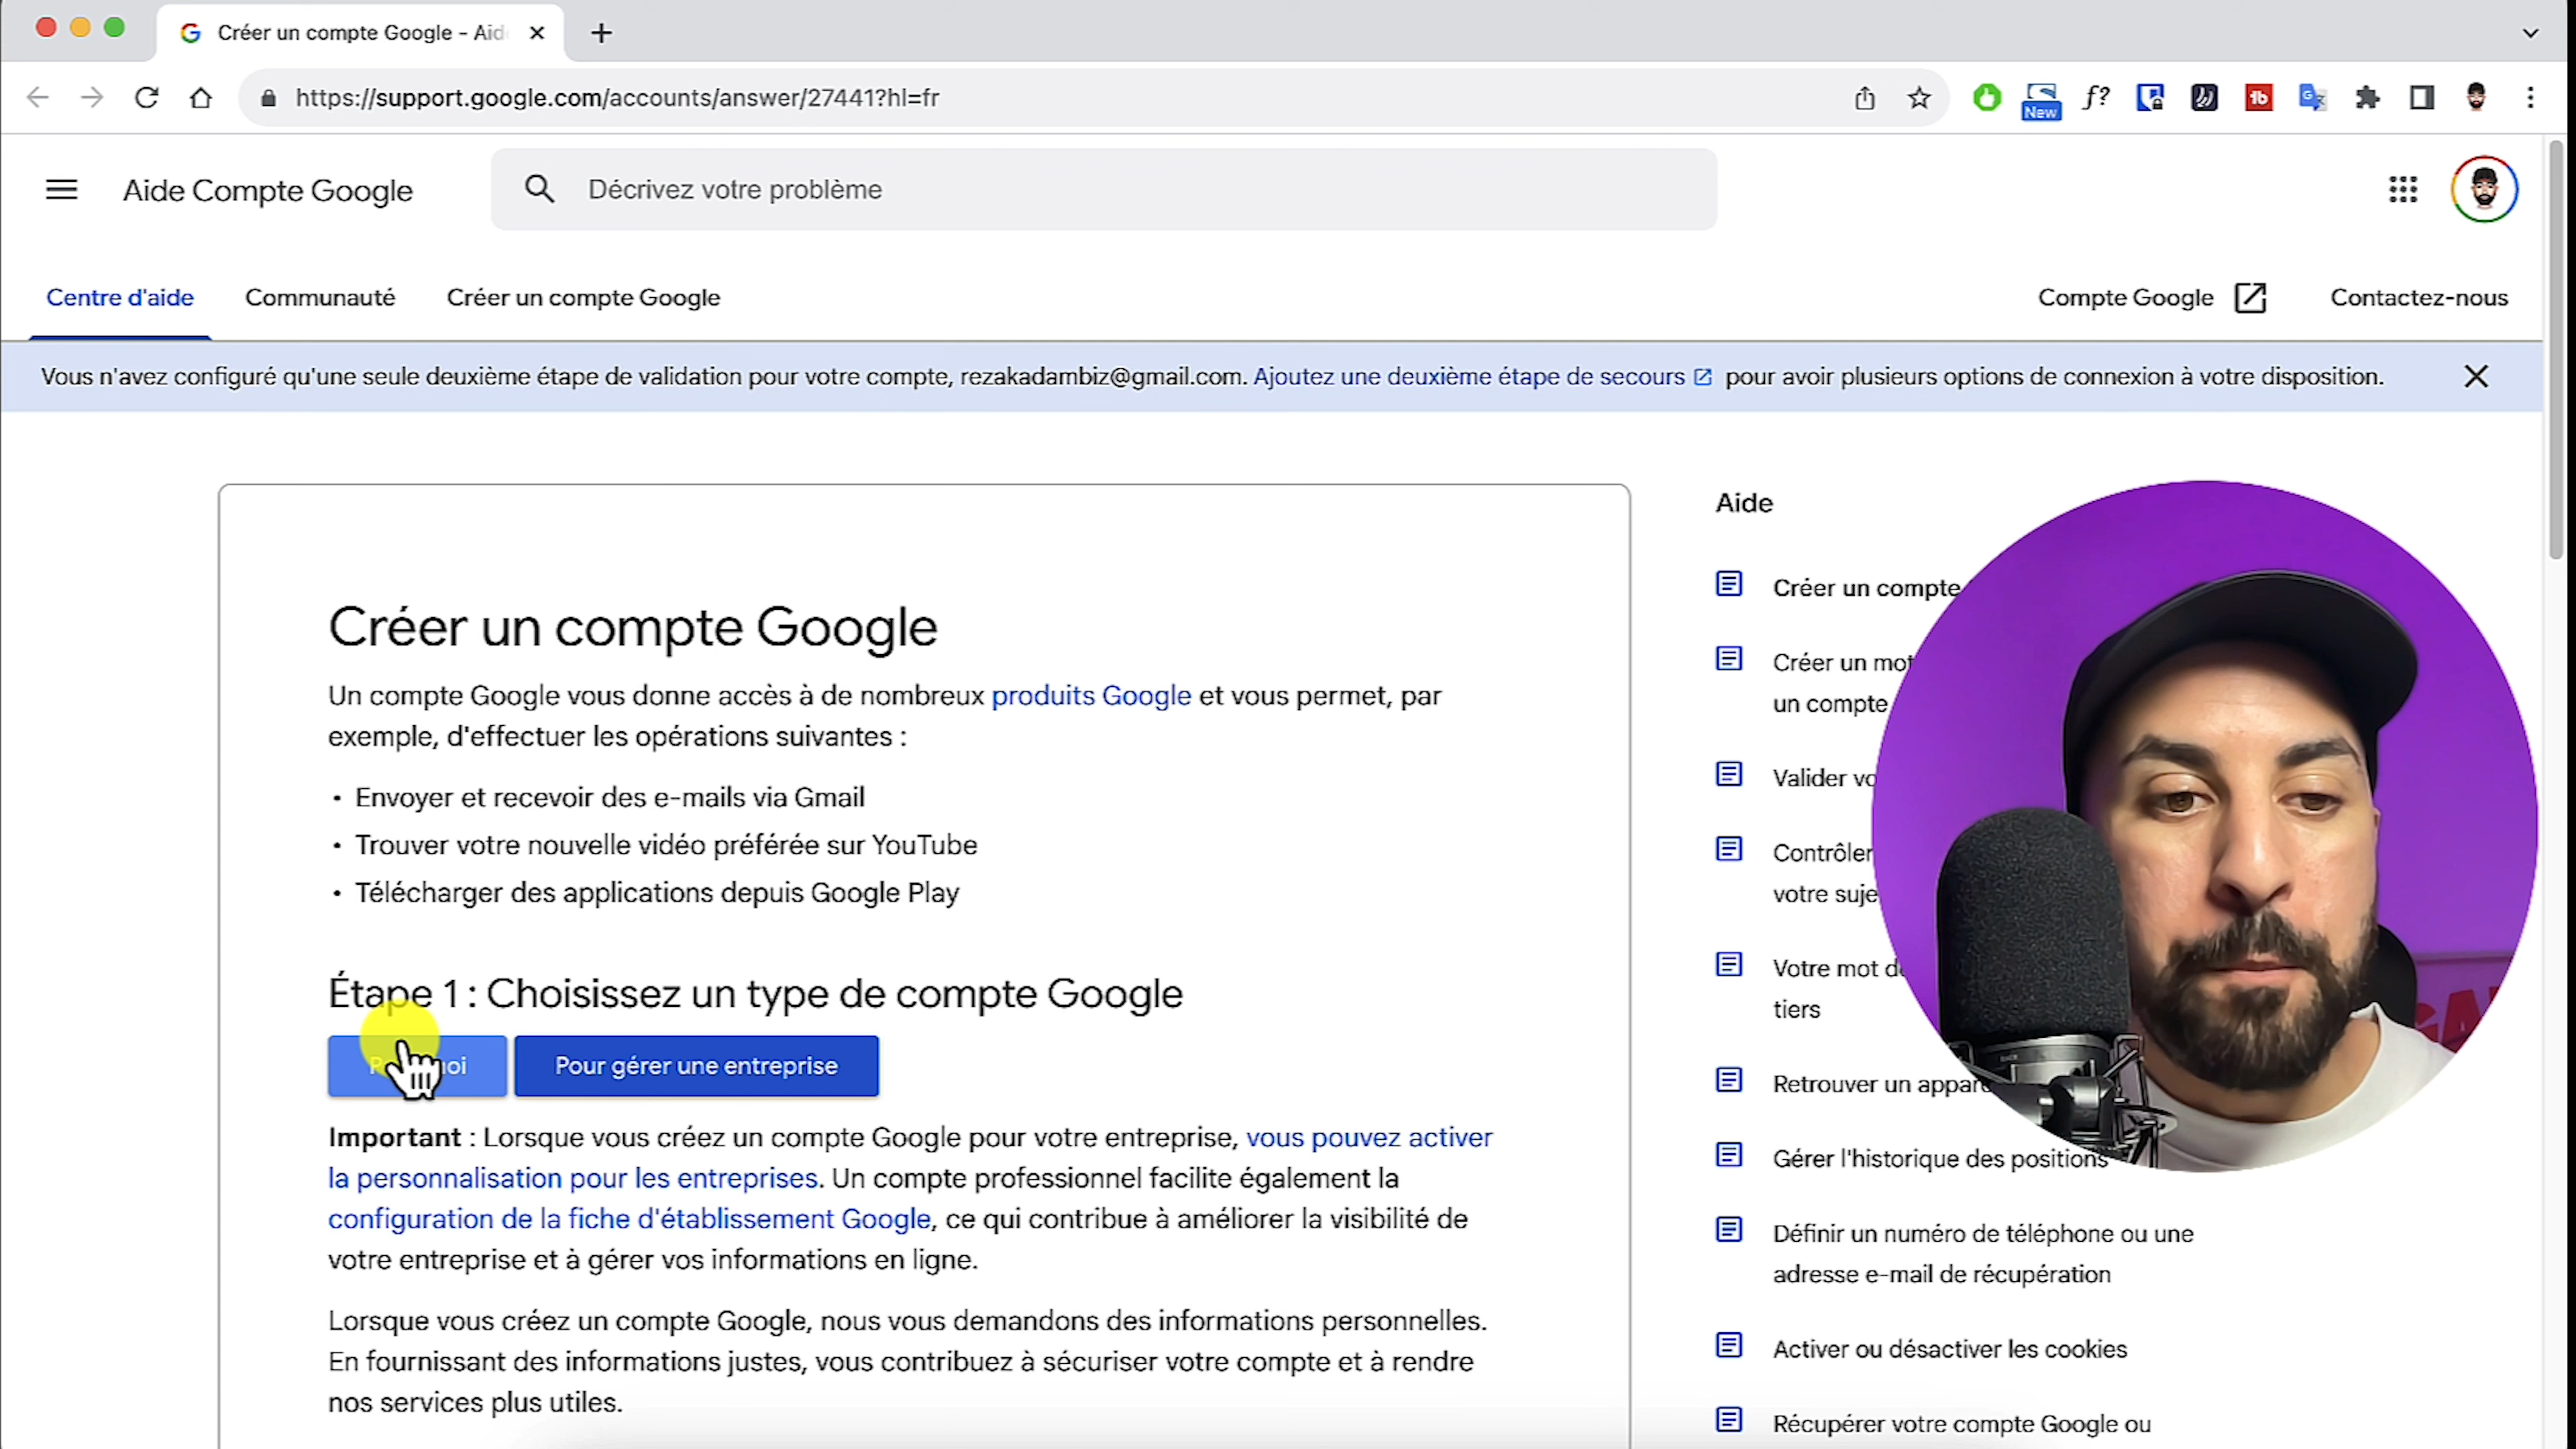 Créer un compte Google - Aid
https://support.google.com/accounts/answer/27441?hl=fr
New
f?
tb
Aide Compte Google
Décrivez votre problème
Centre d'aide
Communauté
Créer un compte Google
Compte Google
Contactez-nous
Vous n'avez configuré qu'une seule deuxième étape de validation pour votre compte, rezakadambiz@gmail.com. Ajoutez une deuxième étape de secours pour avoir plusieurs options de connexion à votre disposition.
Créer un compte Google
Un compte Google vous donne accès à de nombreux produits Google et vous permet, par
exemple, d'effectuer les opérations suivantes :
• Envoyer et recevoir des e-mails via Gmail
• Trouver votre nouvelle vidéo préférée sur YouTube
• Télécharger des applications depuis Google Play
Étape 1 : Choisissez un type de compte Google
Pour gérer une entreprise
Important : Lorsque vous créez un compte Google pour votre entreprise, vous pouvez activer
la personnalisation pour les entreprises. Un compte professionnel facilite également la
configuration de la fiche d'établissement Google, ce qui contribue à améliorer la visibilité de
votre entreprise et à gérer vos informations en ligne.
Lorsque vous créez un compte Google, nous vous demandons des informations personnelles.
En fournissant des informations justes, vous contribuez à sécuriser votre compte et à rendre
nos services plus utiles.
Aide
Créer un compte
Créer un mot
un compte
Valider vo
Contrôler
votre suje
Votre mot d
tiers
Retrouver un appare
Gérer l'historique des positions
Définir un numéro de téléphone ou une
adresse e-mail de récupération
Activer ou désactiver les cookies
Récupérer votre compte Google ou